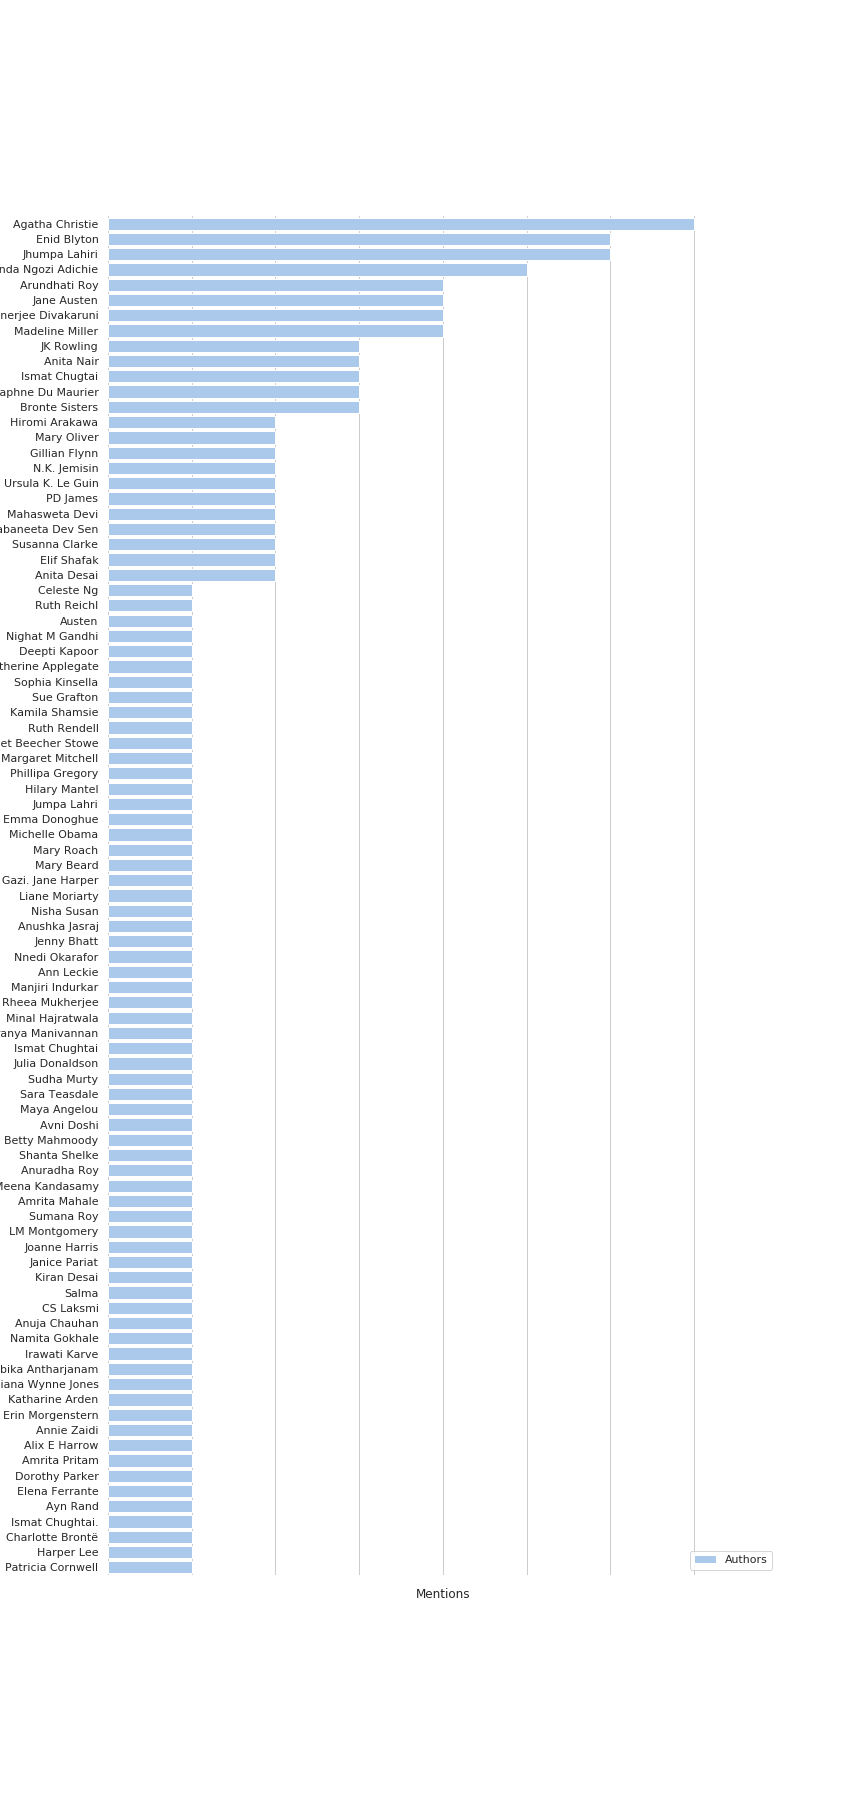 Agatha Christie
Enid Blyton
Jhumpa Lahiri
nda Ngozi Adichie
Arundhati Roy
Jane Austen
nerjee Divakaruni
Madeline Miller
JK Rowling
Anita Nair
Ismat Chugtai
aphne Du Maurier
Bronte Sisters
Hiromi Arakawa
Mary Oliver
Gillian Flynn
N.K. Jemisin
Ursula K. Le Guin
PD James
Mahasweta Devi
abaneeta Dev Sen
Susanna Clarke
Elif Shafak
Anita Desai
Celeste Ng
Ruth Reichl
Austen
Nighat M Gandhi
Deepti Kapoor
therine Applegate
Sophia Kinsella
Sue Grafton
Kamila Shamsie
Ruth Rendell
et Beecher Stowe
Margaret Mitchell
Phillipa Gregory
Hilary Mantel
Jumpa Lahri
Emma Donoghue
Michelle Obama
Mary Roach
Mary Beard
Gazi. Jane Harper
Liane Moriarty
Nisha Susan
Anushka Jasraj
Jenny Bhatt
Nnedi Okarafor
Ann Leckie
Manjiri Indurkar
Rheea Mukherjee
Minal Hajratwala
anya Manivannan
Ismat Chughtai
Julia Donaldson
Sudha Murty
Sara Teasdale
Maya Angelou
Avni Doshi
Betty Mahmoody
Shanta Shelke
Anuradha Roy
Meena Kandasamy
Amrita Mahale
Sumana Roy
LM Montgomery
Joanne Harris
Janice Pariat
Kiran Desai
Salma
CS Laksmi
Anuja Chauhan
Namita Gokhale
Irawati Karve
bika Antharjanam
iana Wynne Jones
Katharine Arden
Erin Morgenstern
Annie Zaidi
Alix E Harrow
Amrita Pritam
Dorothy Parker
Elena Ferrante
Ayn Rand
Ismat Chughtai.
Charlotte Brontë
Harper Lee
Patricia Cornwell
Authors
Mentions